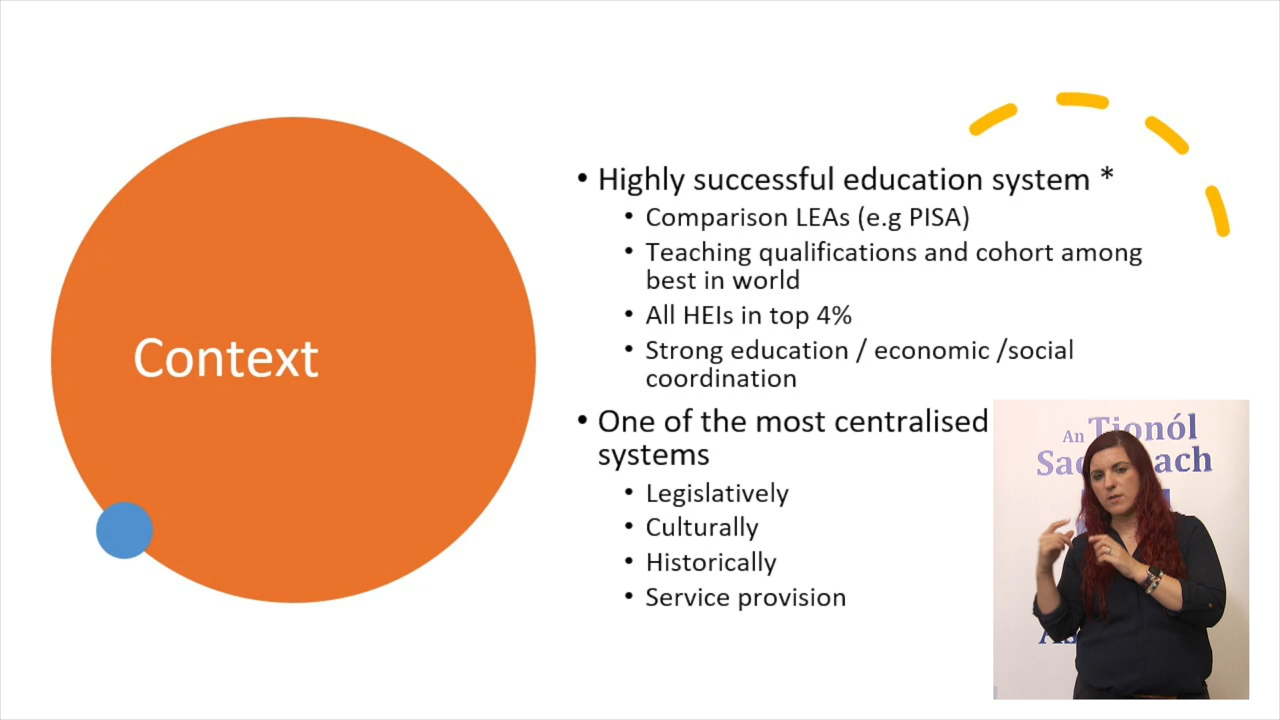 Context
• Highly successful education system *
• Comparison LEAs (e.g PISA)
• Teaching qualifications and cohort among
best in world
• All HEIs in top 4%
• Strong education / economic /social
coordination
• One of the most centralised
systems
• Legislatively
• Culturally
• Historically
• Service provision
An Tionól